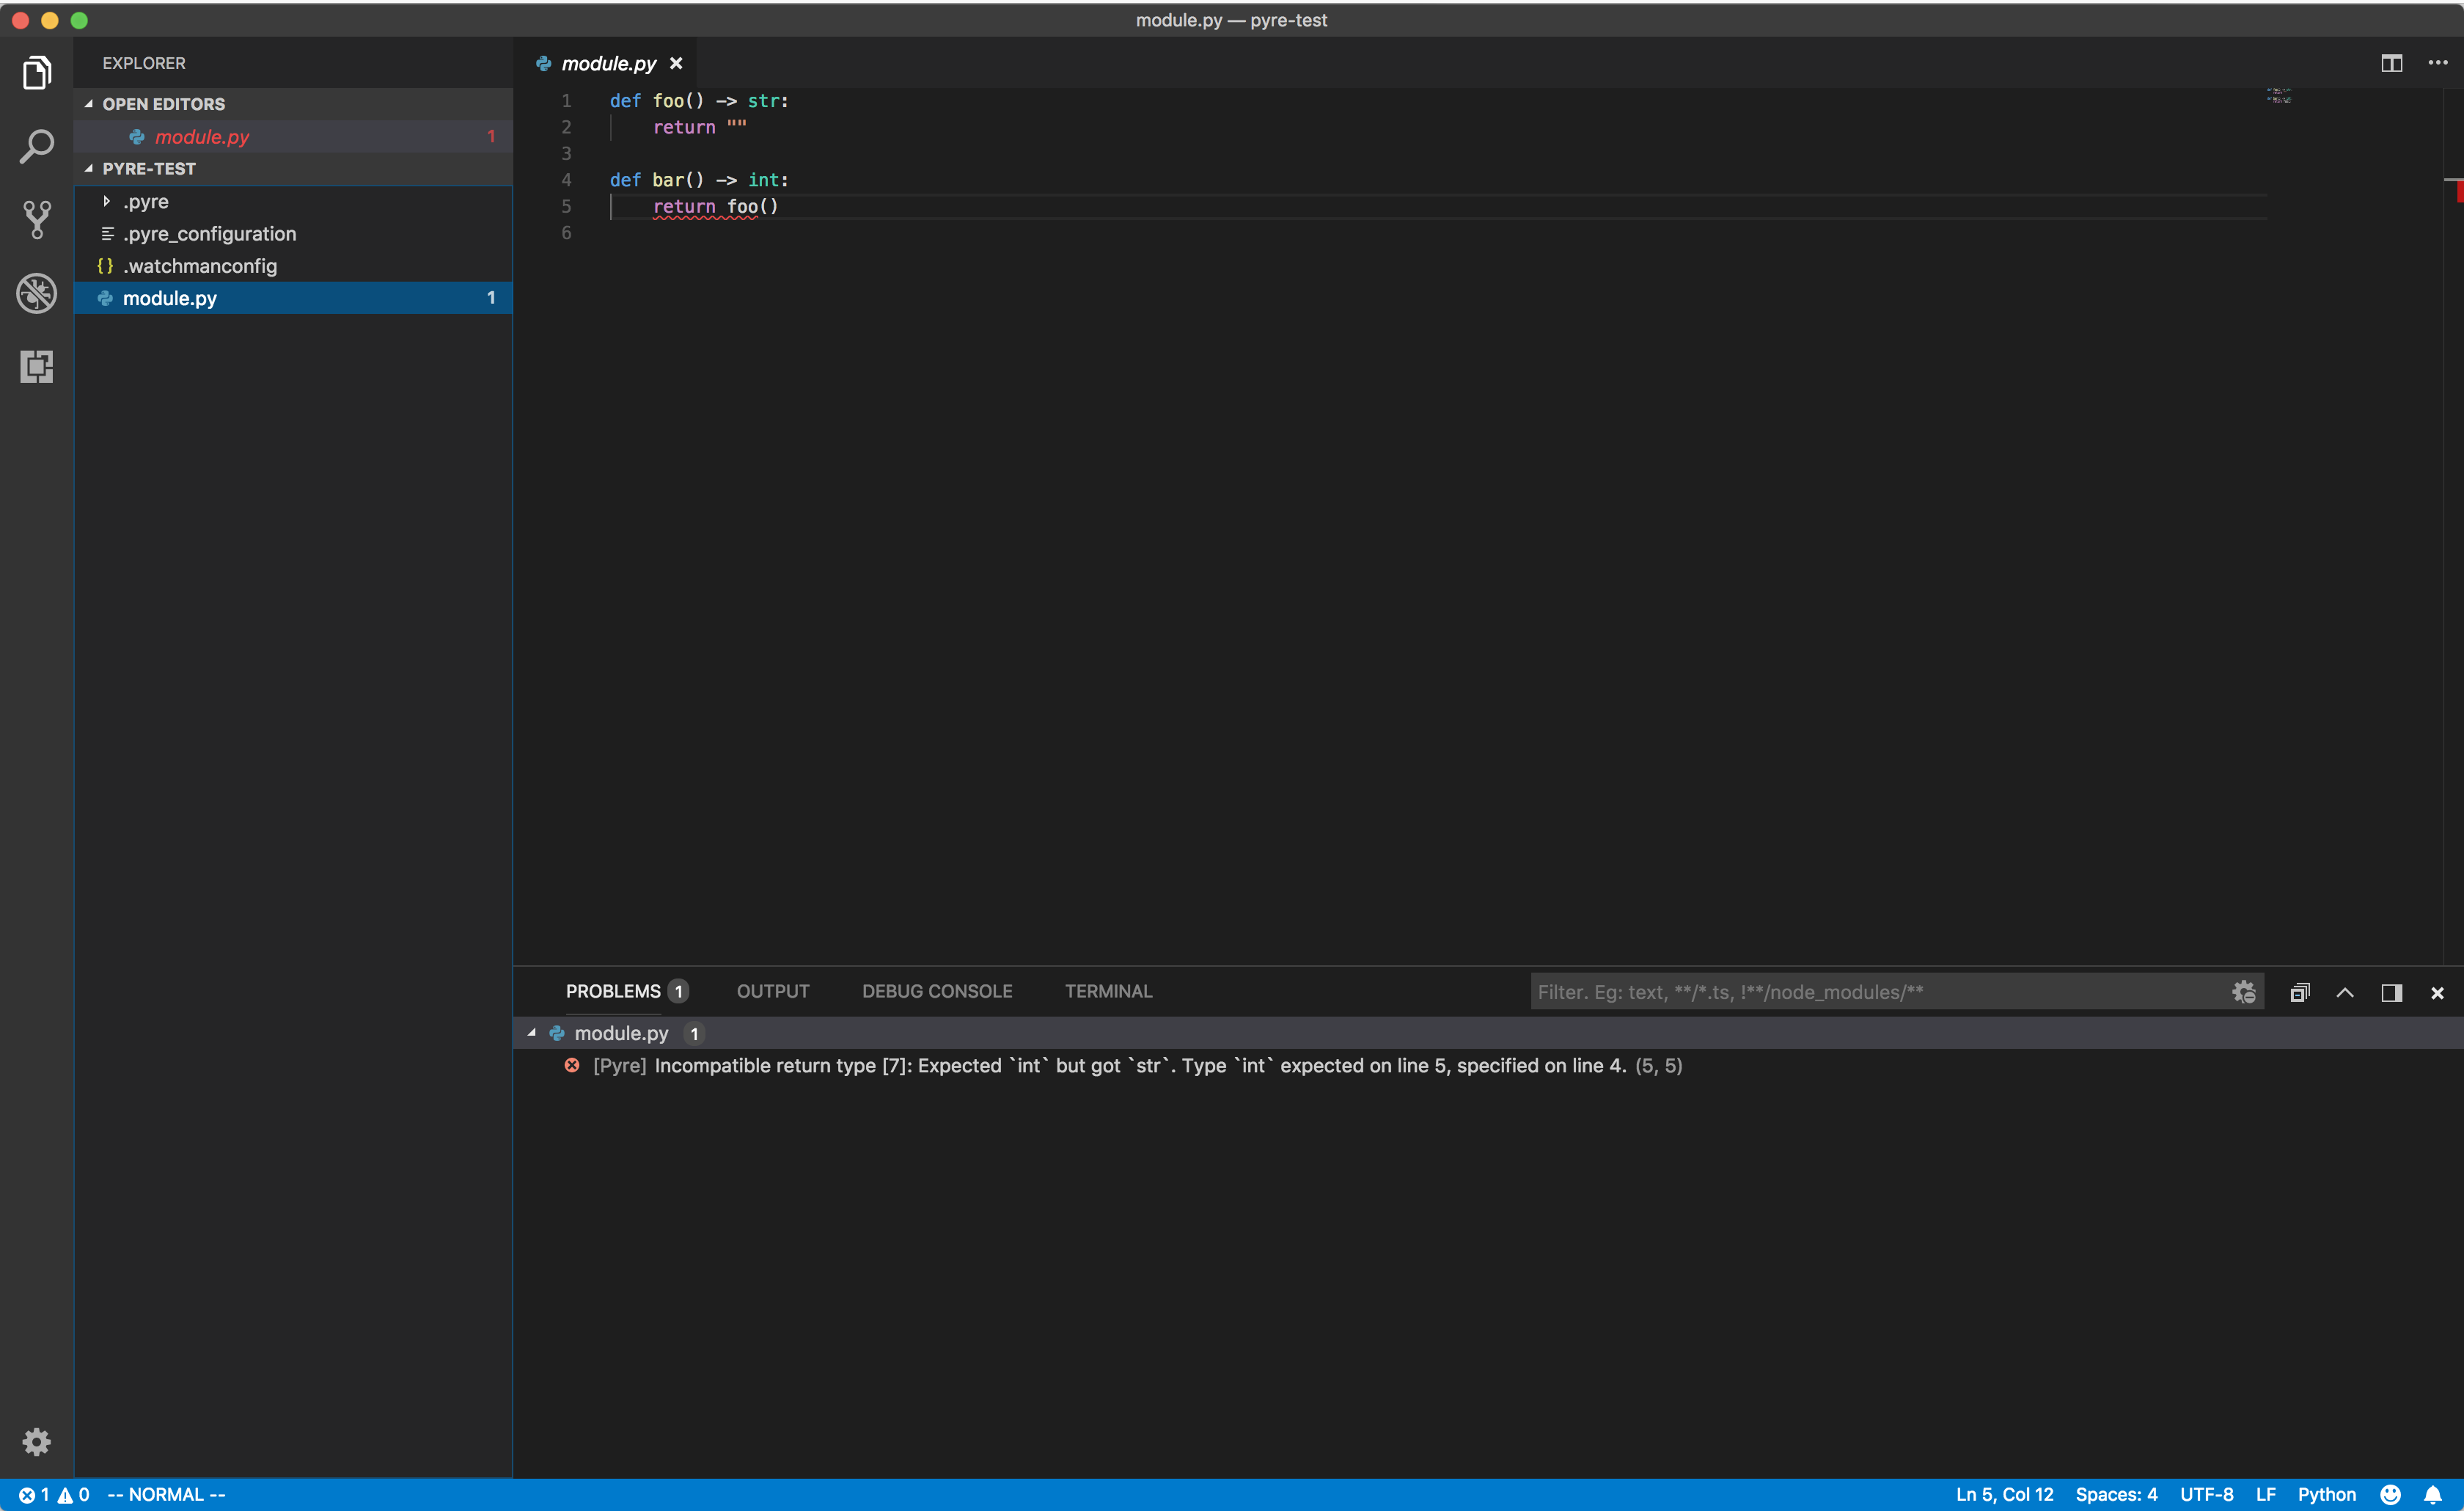 module.py — pyre-test
EXPLORER
OPEN EDITORS
module.py 1
PYRE-TEST
.pyre
.pyre_configuration
{} .watchmanconfig
module.py 1
module.py
1 def foo() -> str:
2     return ""
3
4 def bar() -> int:
5     return foo()
6
PROBLEMS 1 OUTPUT DEBUG CONSOLE TERMINAL Filter. Eg: text, **/*.ts, !**/node_modules/**
module.py 1
[Pyre] Incompatible return type [7]: Expected `int` but got `str`. Type `int` expected on line 5, specified on line 4. (5, 5)
1 0 -- NORMAL -- Ln 5, Col 12 Spaces: 4 UTF-8 LF Python